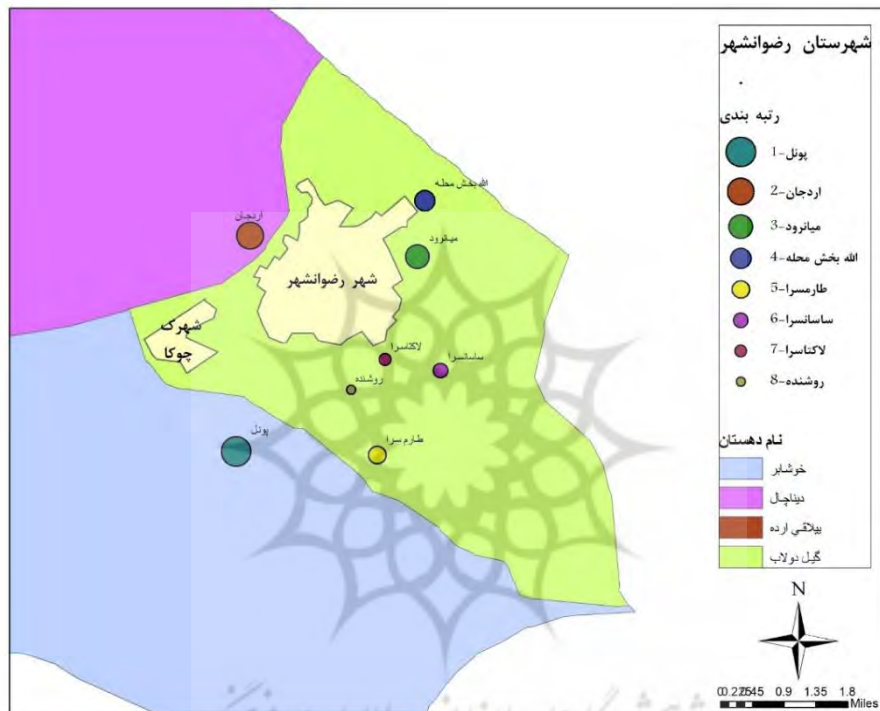 شهرستان رضوانشهر
رتبه بندی
1-پونل
2-اردجان
3-میانرود
4-الله بخش محله
5-طارمسرا
6-ساسانسرا
7-لاکتاسرا
8-روشنده
نام دهستان
خوشابر
دیناچال
ییلاقی ارده
گیل دولاب
N
0 0.225 0.45 0.9 1.35 1.8
Miles
الله بخش محله
اردجان
میانرود
شهر رضوانشهر
شهرک
چوکا
لاکتاسرا
ساسانسرا
روشنده
پونل
طارم سرا